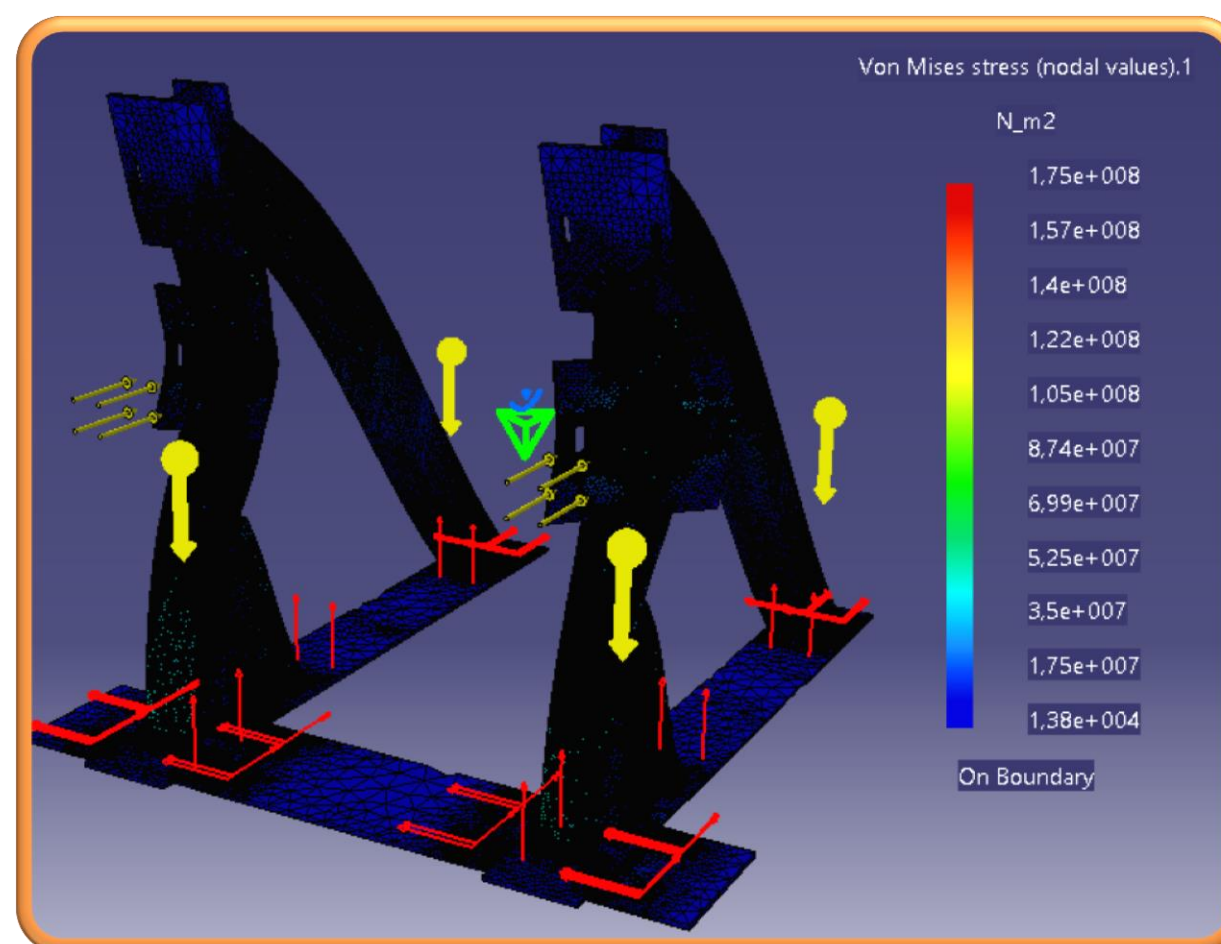 Von Mises stress (nodal values).1
N_m2
1,75e+008
1,57e+008
1,4e+008
1,22e+008
1,05e+008
8,74e+007
6,99e+007
5,25e+007
3,5e+007
1,75e+007
1,38e+004
On Boundary